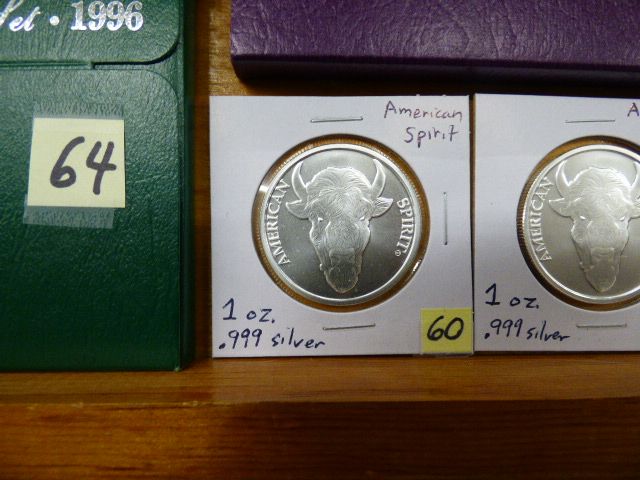 Set · 1996
64
American
Spirit
AMERICAN
SPIRIT
1 oz.
.999 silver
60
A
AMERICAN
1 oz.
.999 silver